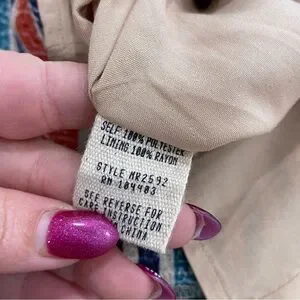 SELF: 100% POLYESTER
LINING: 100% RAYON
STYLE MR2592
RN 104403
SEE REVERSE FOR
CARE INSTRUCTION
CHINA